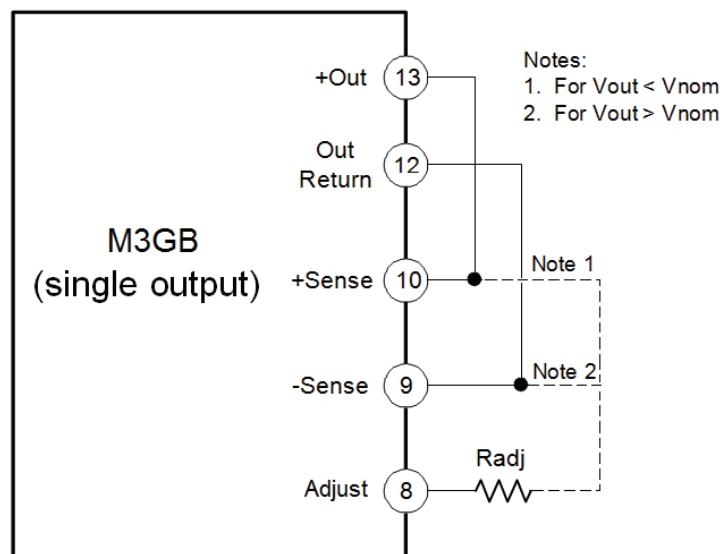 Notes:
1. For Vout < Vnom
2. For Vout > Vnom
+Out
13
Out
Return
12
M3GB
(single output)
+Sense
10
Note 1
-Sense
9
Note 2
Radj
Adjust
8